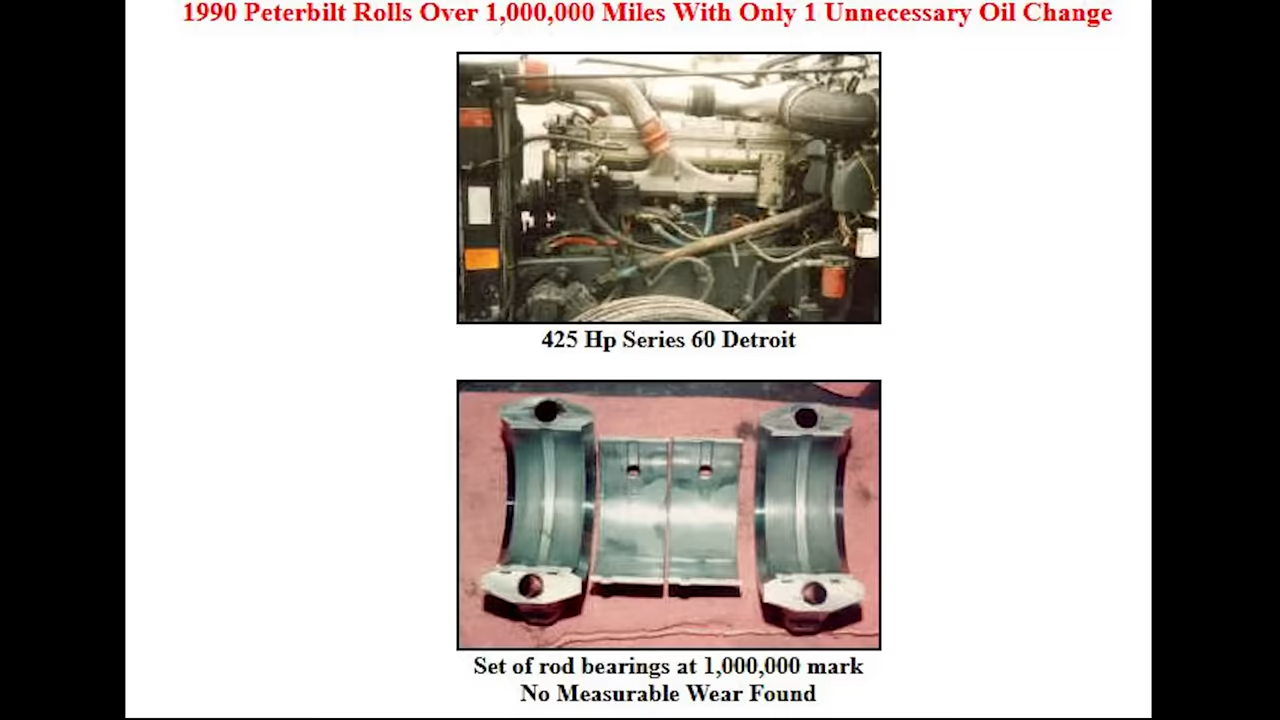 1990 Peterbilt Rolls Over 1,000,000 Miles With Only 1 Unnecessary Oil Change
425 Hp Series 60 Detroit
Set of rod bearings at 1,000,000 mark
No Measurable Wear Found